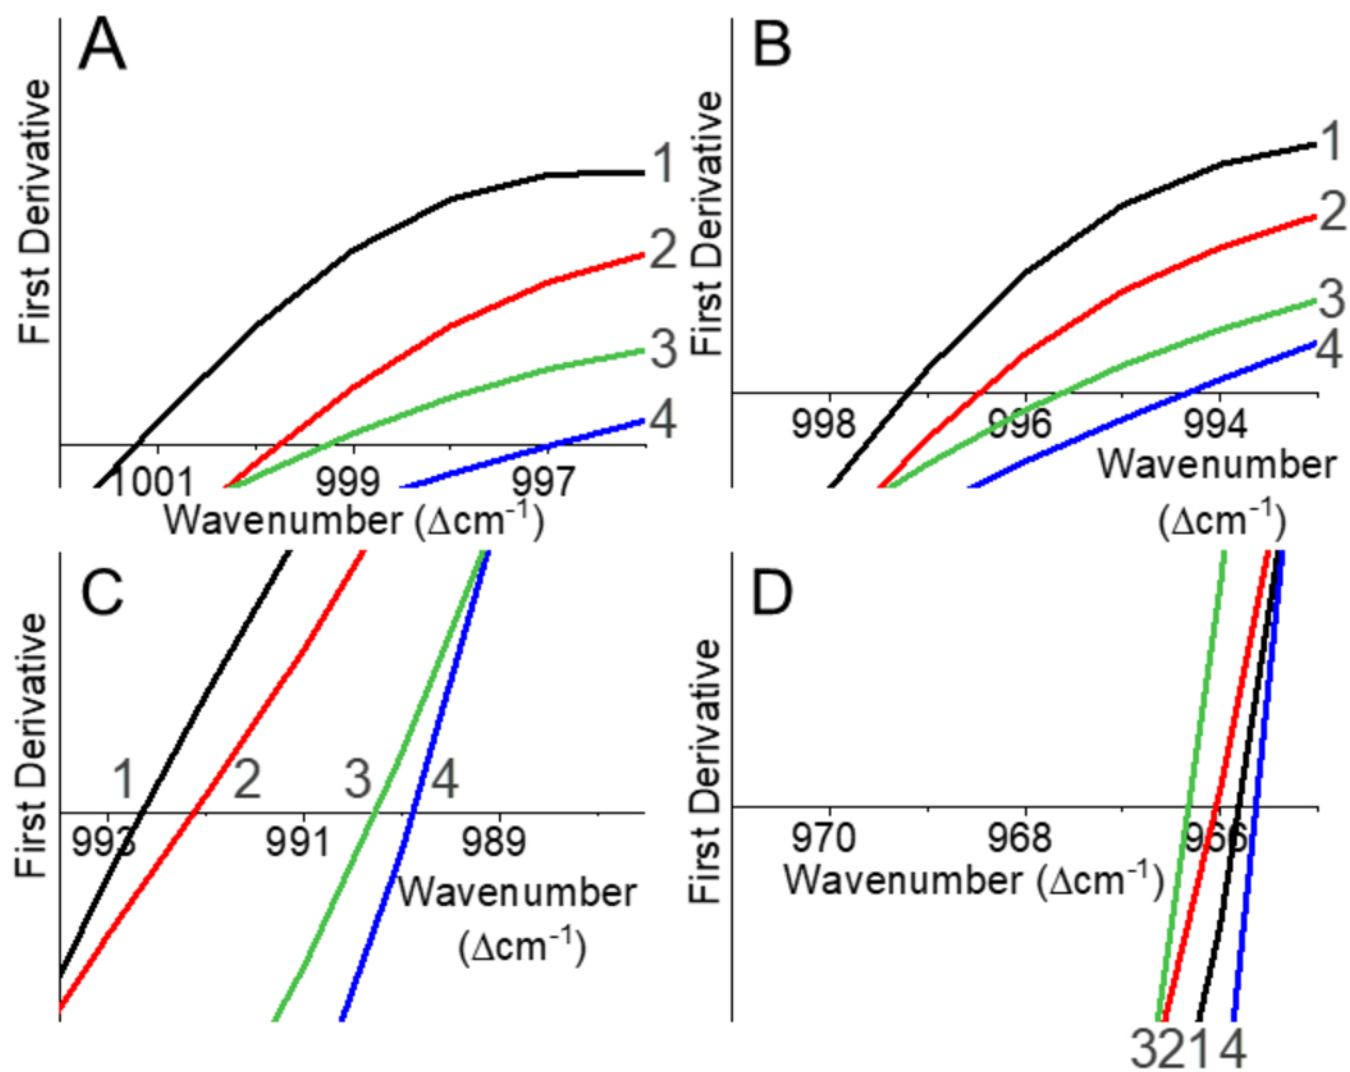 A
First Derivative
1
2
3
4
1001
999
997
Wavenumber (Δcm⁻¹)
B
First Derivative
1
2
3
4
998
996
994
Wavenumber
(Δcm⁻¹)
C
First Derivative
1
2
3
4
993
991
989
Wavenumber
(Δcm⁻¹)
D
First Derivative
970
968
966
Wavenumber (Δcm⁻¹)
3214